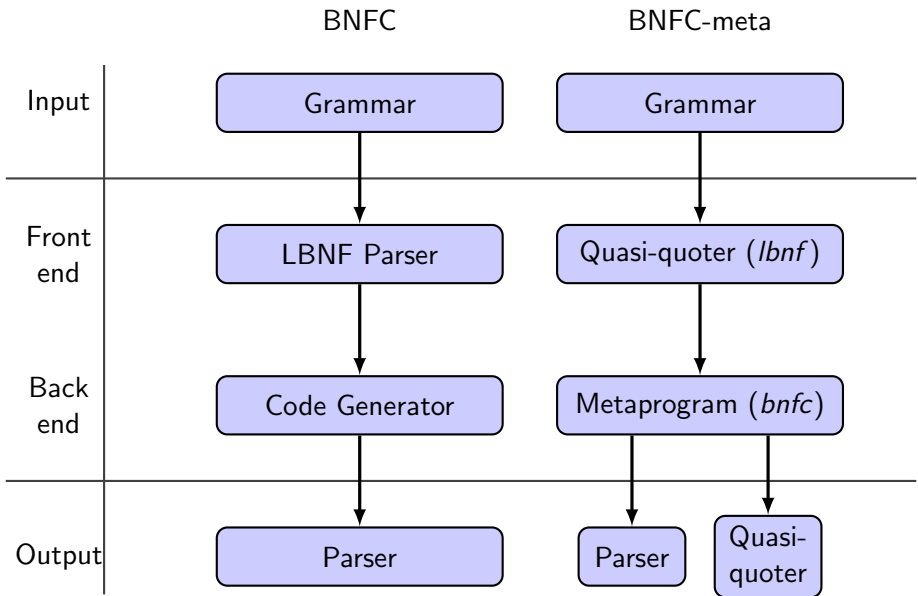 BNFC BNFC-meta
Input Grammar Grammar
Front
end
LBNF Parser Quasi-quoter (lbnf)
Back
end
Code Generator Metaprogram (bnfc)
Output Parser Parser
Quasi-
quoter